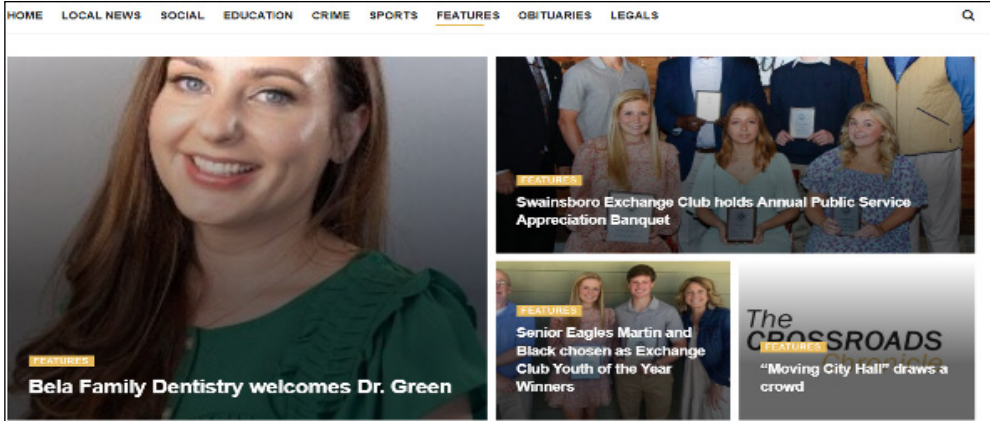 HOME LOCAL NEWS SOCIAL EDUCATION CRIME SPORTS FEATURES OBITUARIES LEGALS
FEATURES
Bela Family Dentistry welcomes Dr. Green
FEATURES
Swainsboro Exchange Club holds Annual Public Service
Appreciation Banquet
FEATURES
Senior Eagles Martin and
Black chosen as Exchange
Club Youth of the Year
Winners
The
CROSSROADS
Chronicle
FEATURES
“Moving City Hall” draws a
crowd